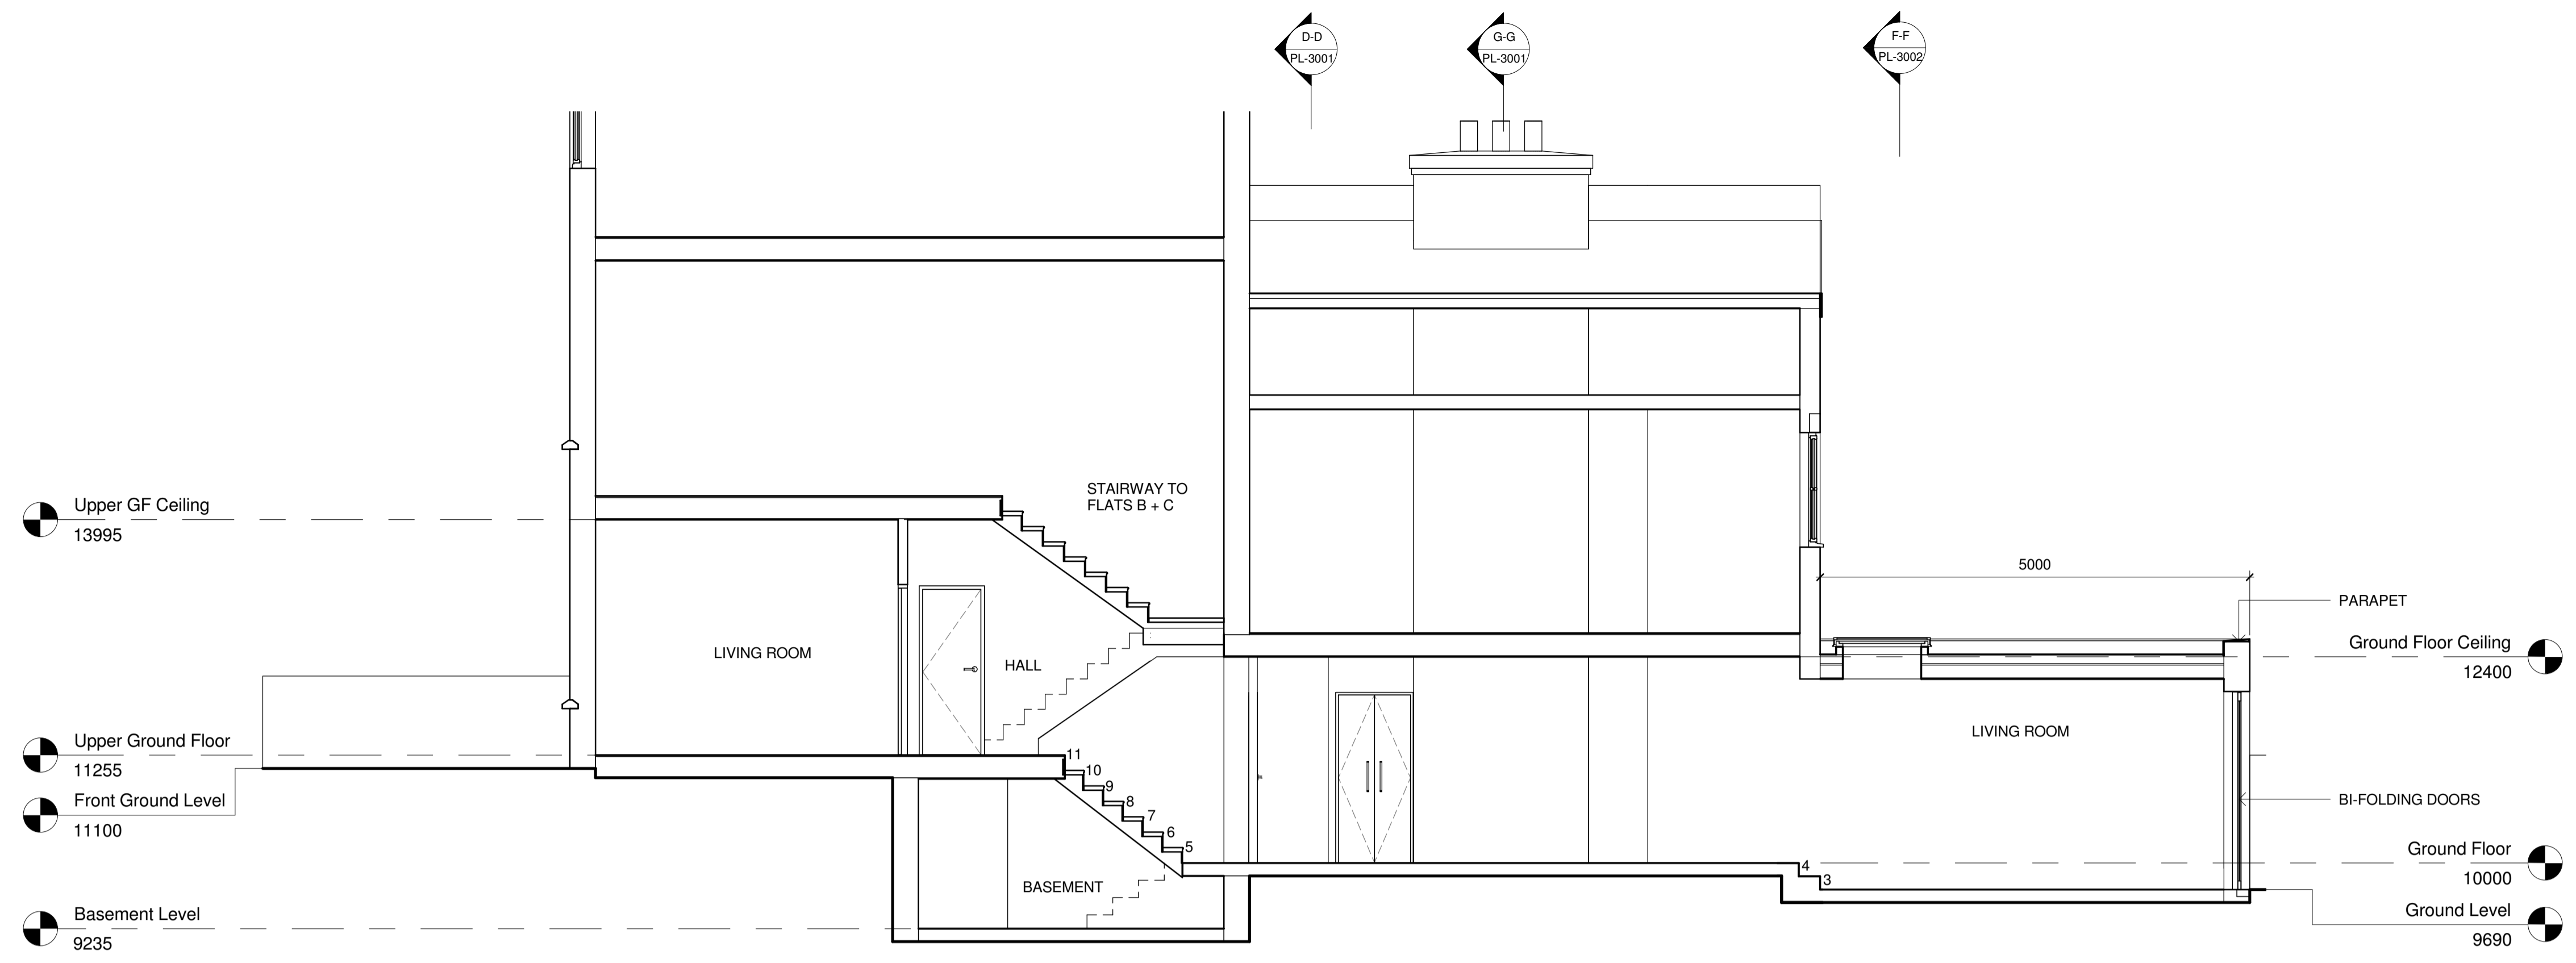 D-D
PL-3001
G-G
PL-3001
F-F
PL-3002
STAIRWAY TO
FLATS B + C
Upper GF Ceiling
13995
5000
PARAPET
LIVING ROOM
HALL
Ground Floor Ceiling
12400
LIVING ROOM
Upper Ground Floor
11255
11
10
9
8
7
6
5
Front Ground Level
11100
BI-FOLDING DOORS
Ground Floor
10000
4
3
BASEMENT
Basement Level
9235
Ground Level
9690